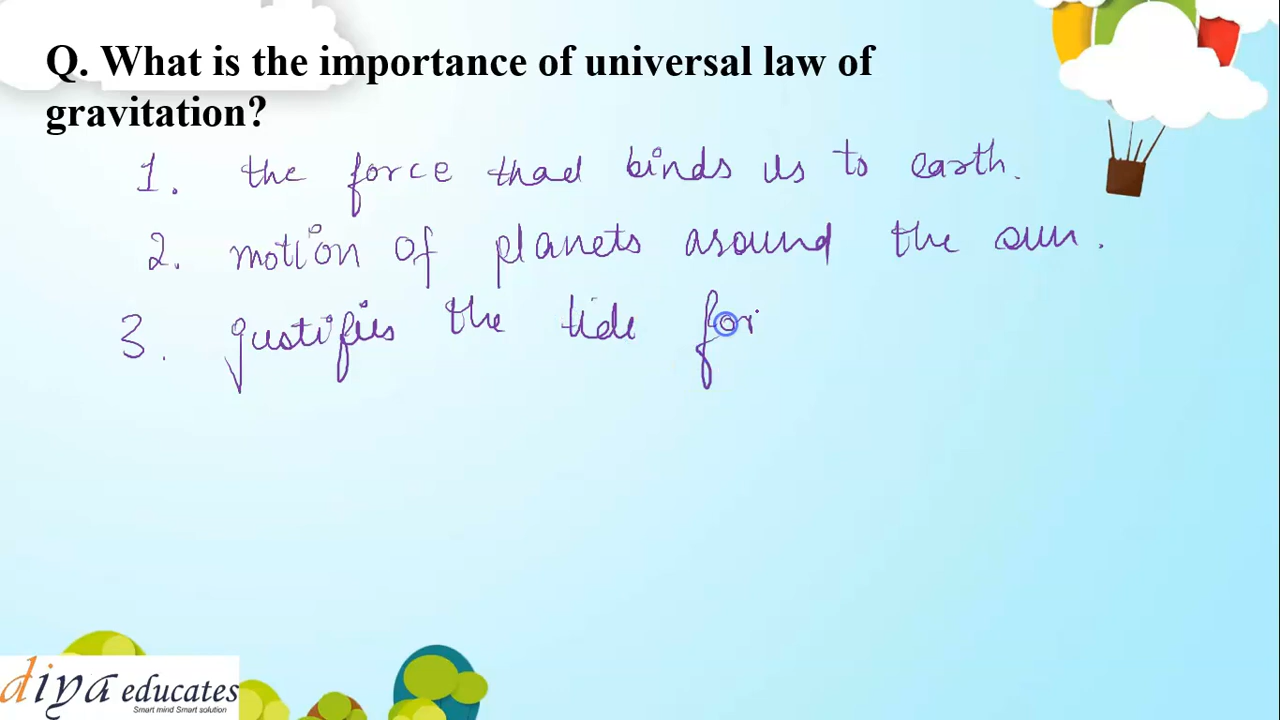 Q. What is the importance of universal law of
gravitation?
1. the force that binds us to earth.
2. motion of planets around the sun.
3. justifies the tide for
diya educates
Smart mind Smart solution